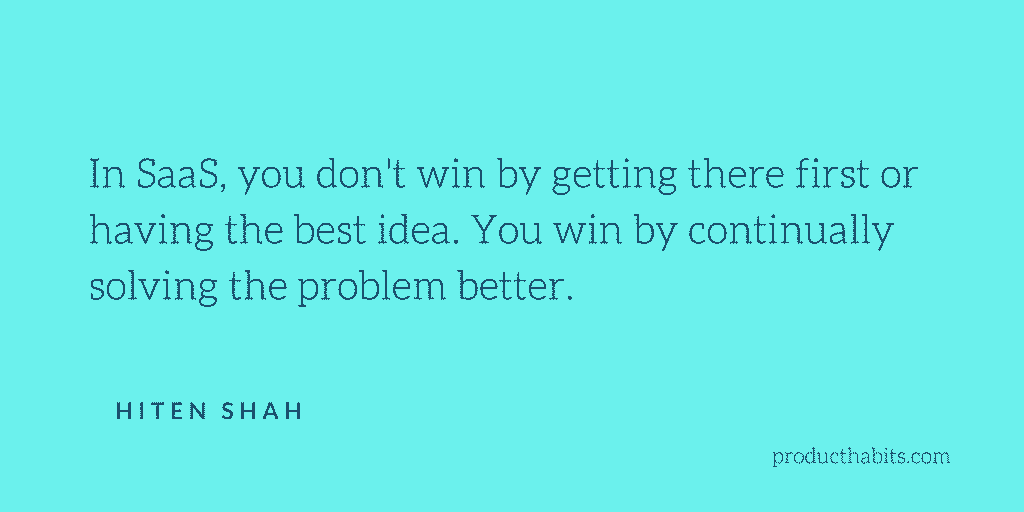 In SaaS, you don't win by getting there first or
having the best idea. You win by continually
solving the problem better.
HITEN SHAH
producthabits.com